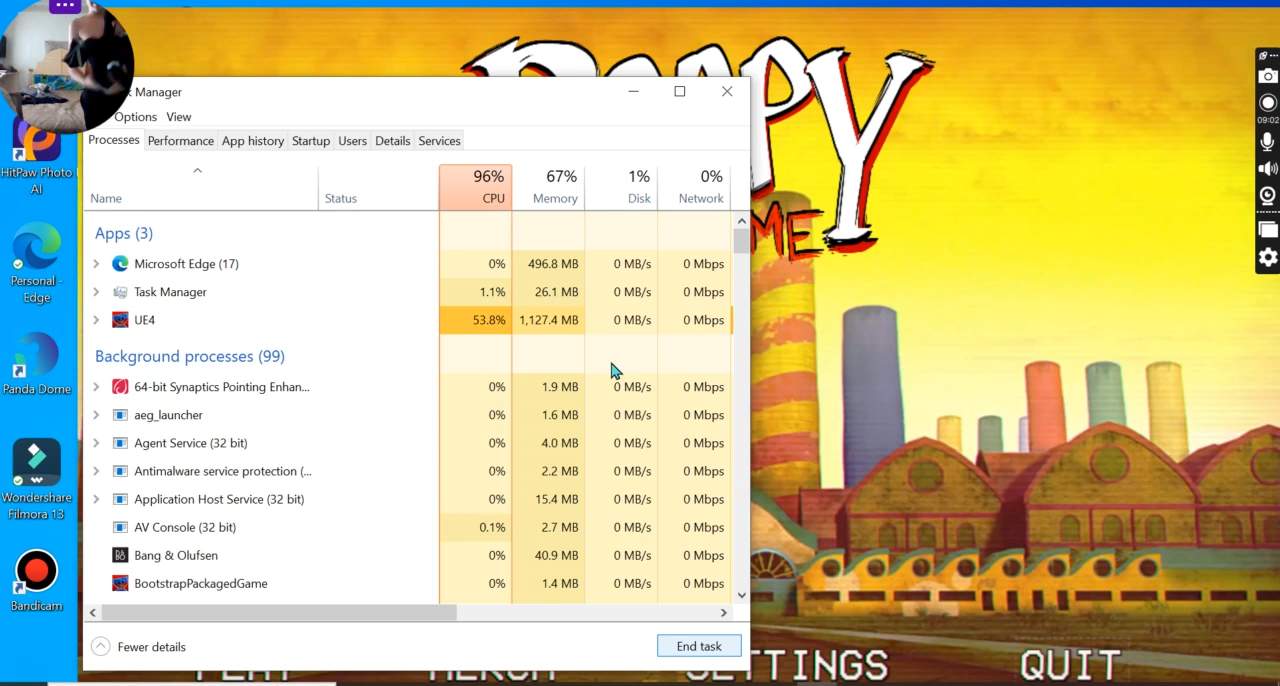 Manager
Options View
Processes Performance App history Startup Users Details Services
96% 67% 1% 0%
Name Status CPU Memory Disk Network
Apps (3)
Microsoft Edge (17) 0% 496.8 MB 0 MB/s 0 Mbps
Task Manager 1.1% 26.1 MB 0 MB/s 0 Mbps
UE4 53.8% 1,127.4 MB 0 MB/s 0 Mbps
Background processes (99)
64-bit Synaptics Pointing Enhan... 0% 1.9 MB 0 MB/s 0 Mbps
aeg_launcher 0% 1.6 MB 0 MB/s 0 Mbps
Agent Service (32 bit) 0% 4.0 MB 0 MB/s 0 Mbps
Antimalware service protection (... 0% 2.2 MB 0 MB/s 0 Mbps
Application Host Service (32 bit) 0% 15.4 MB 0 MB/s 0 Mbps
AV Console (32 bit) 0.1% 2.7 MB 0 MB/s 0 Mbps
Bang & Olufsen 0% 40.9 MB 0 MB/s 0 Mbps
BootstrapPackagedGame 0% 1.4 MB 0 MB/s 0 Mbps
Fewer details End task
HitPaw Photo
AI
Personal -
Edge
Panda Dome
Wondershare
Filmora 13
Bandicam
POPPY
ME
PLAY MERCH SETTINGS QUIT
09:02